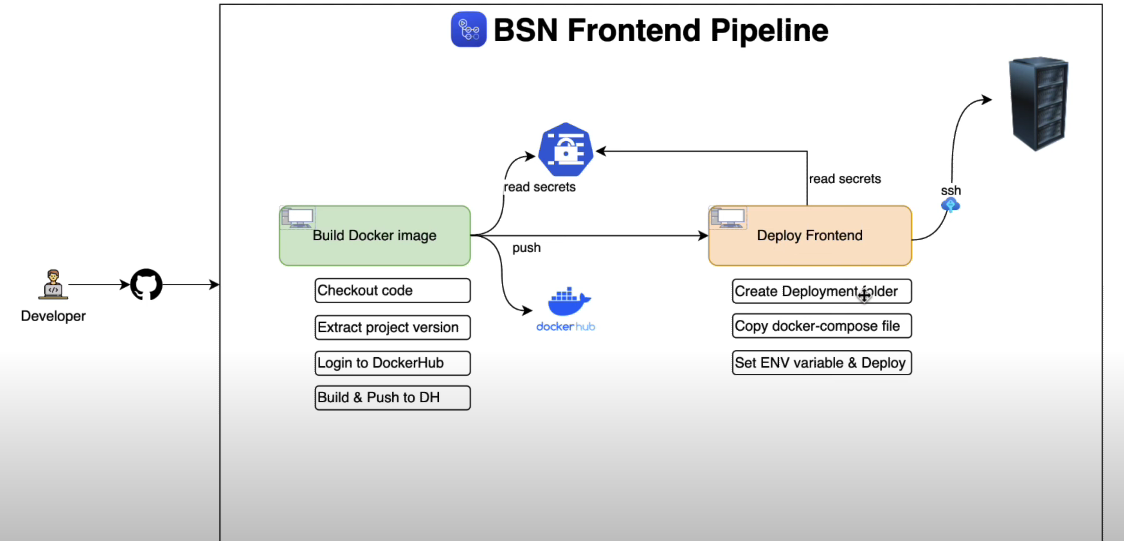 BSN Frontend Pipeline
read secrets
read secrets
ssh
Build Docker image
Deploy Frontend
push
Developer
Checkout code
Extract project version
Login to DockerHub
Build & Push to DH
dockerhub
Create Deployment folder
Copy docker-compose file
Set ENV variable & Deploy